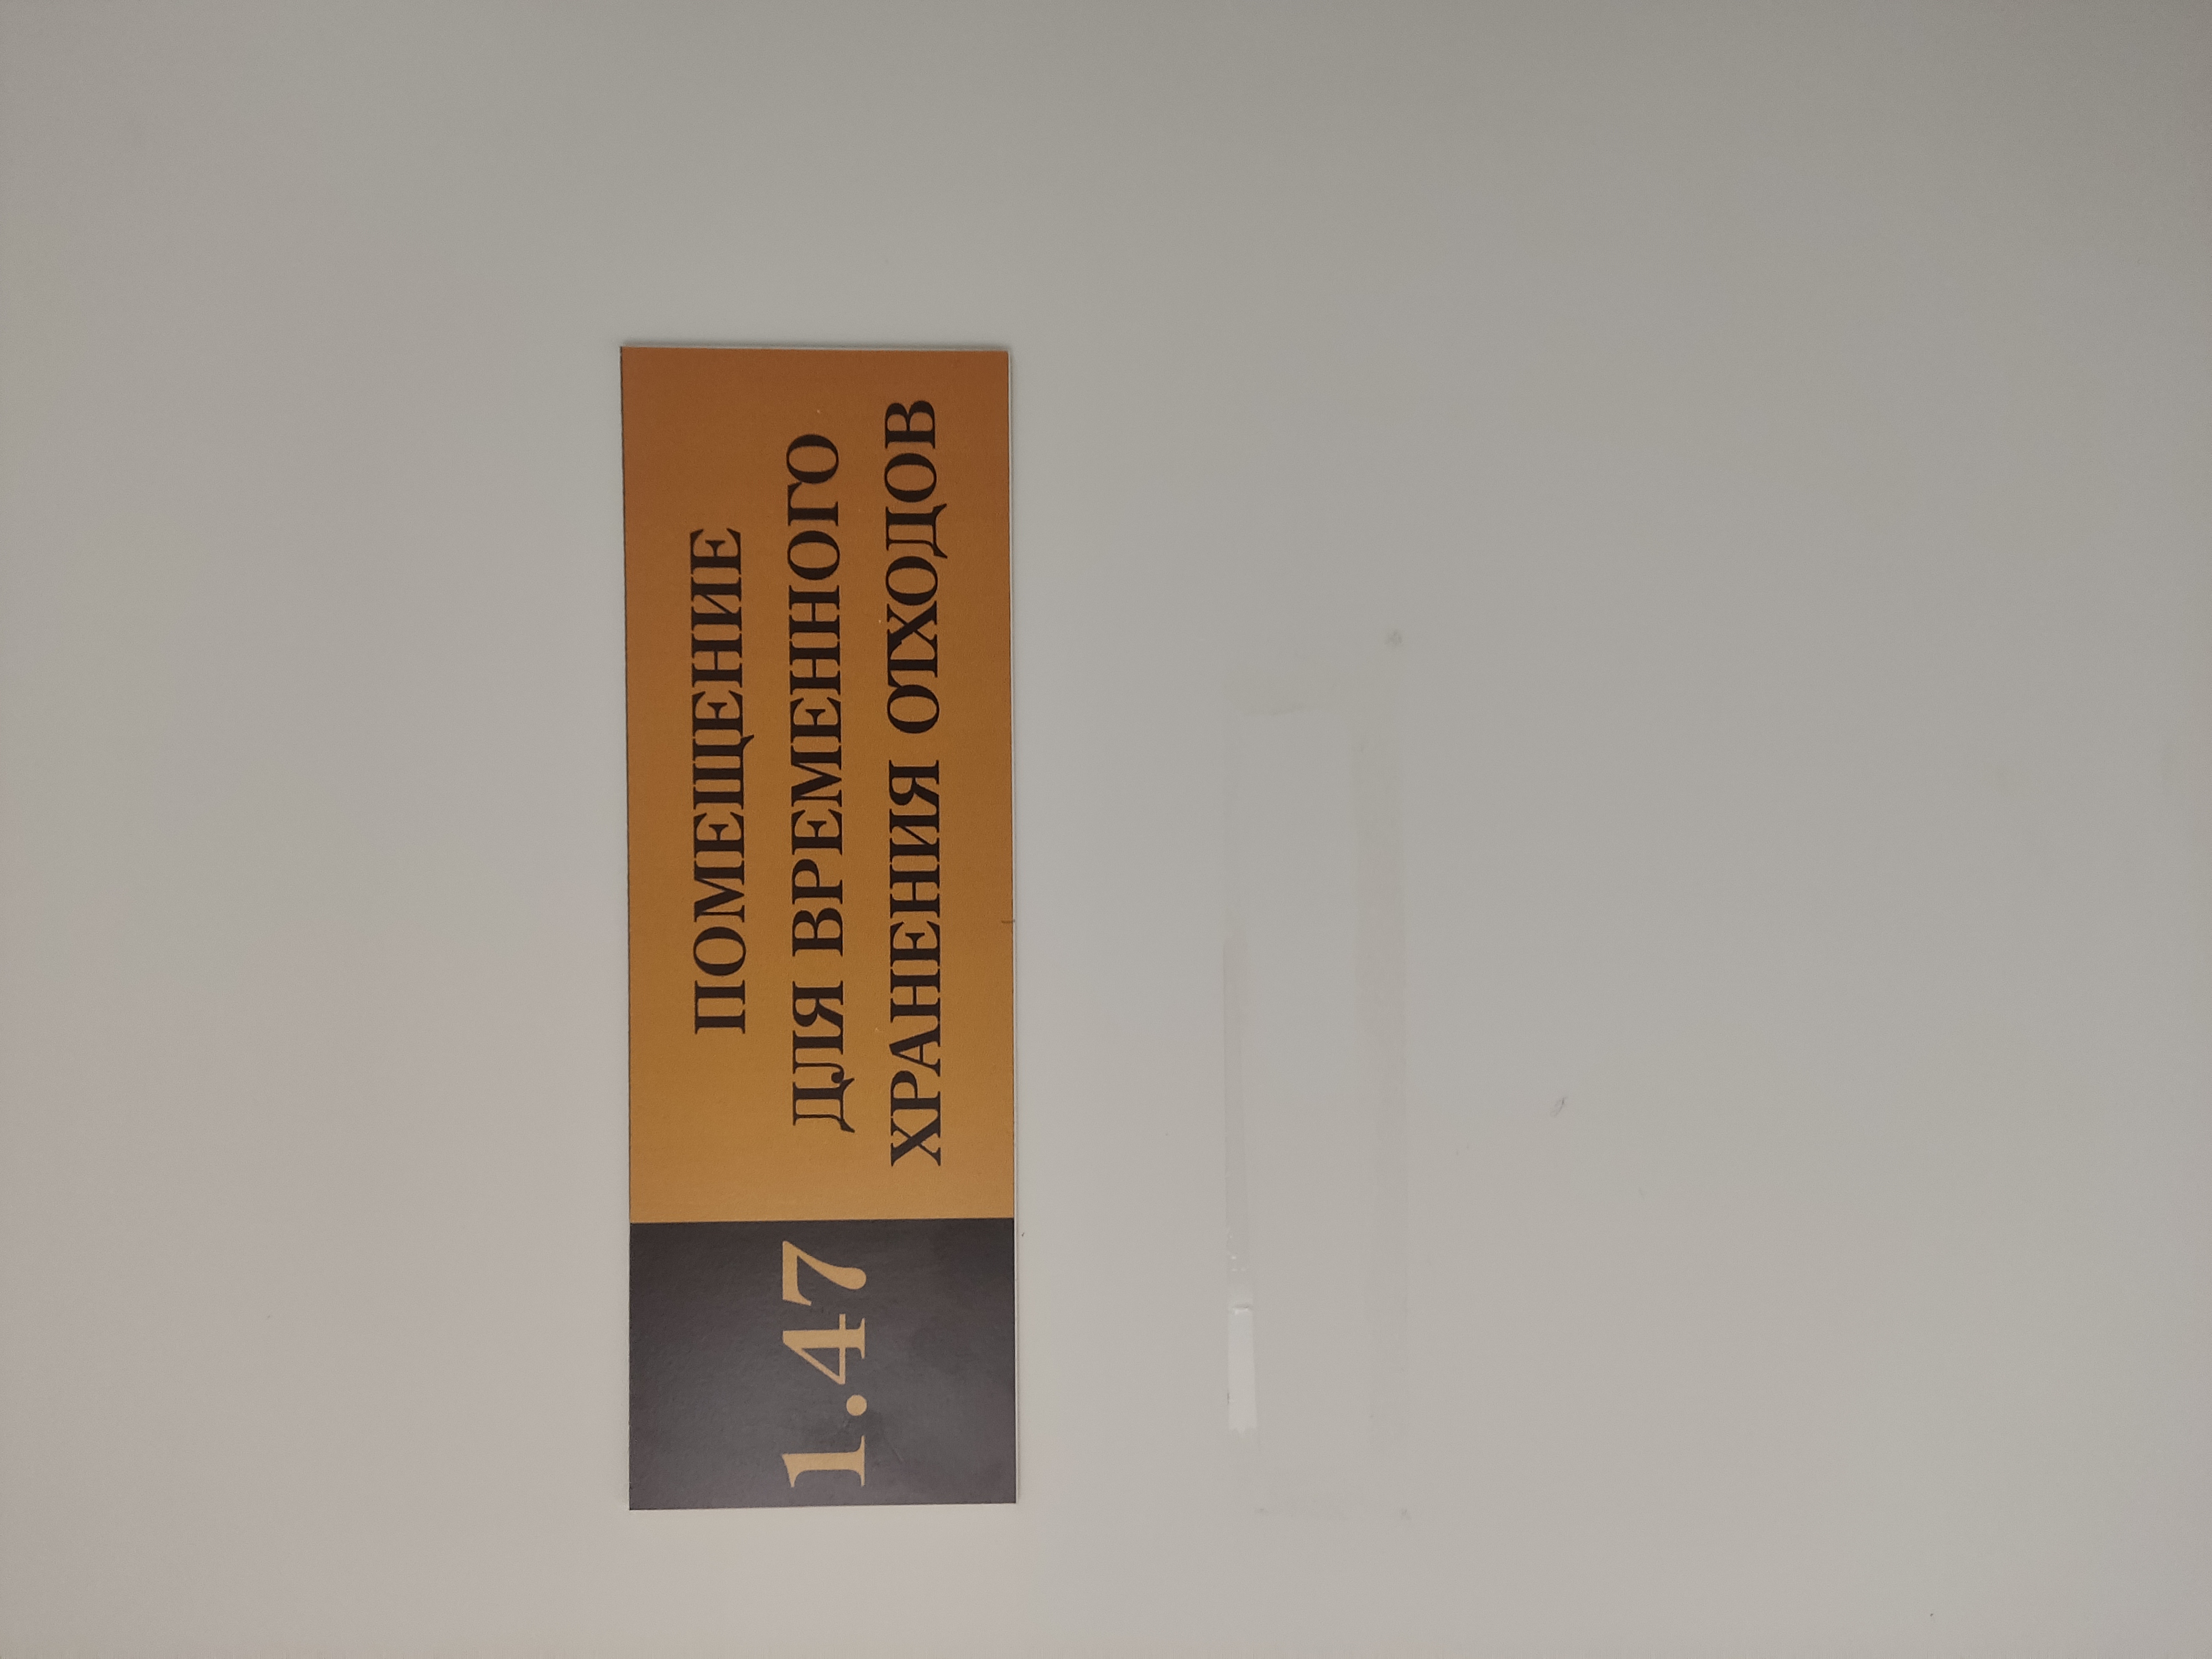 1.47
ПОМЕЩЕНИЕ
ДЛЯ ВРЕМЕННОГО
ХРАНЕНИЯ ОТХОДОВ